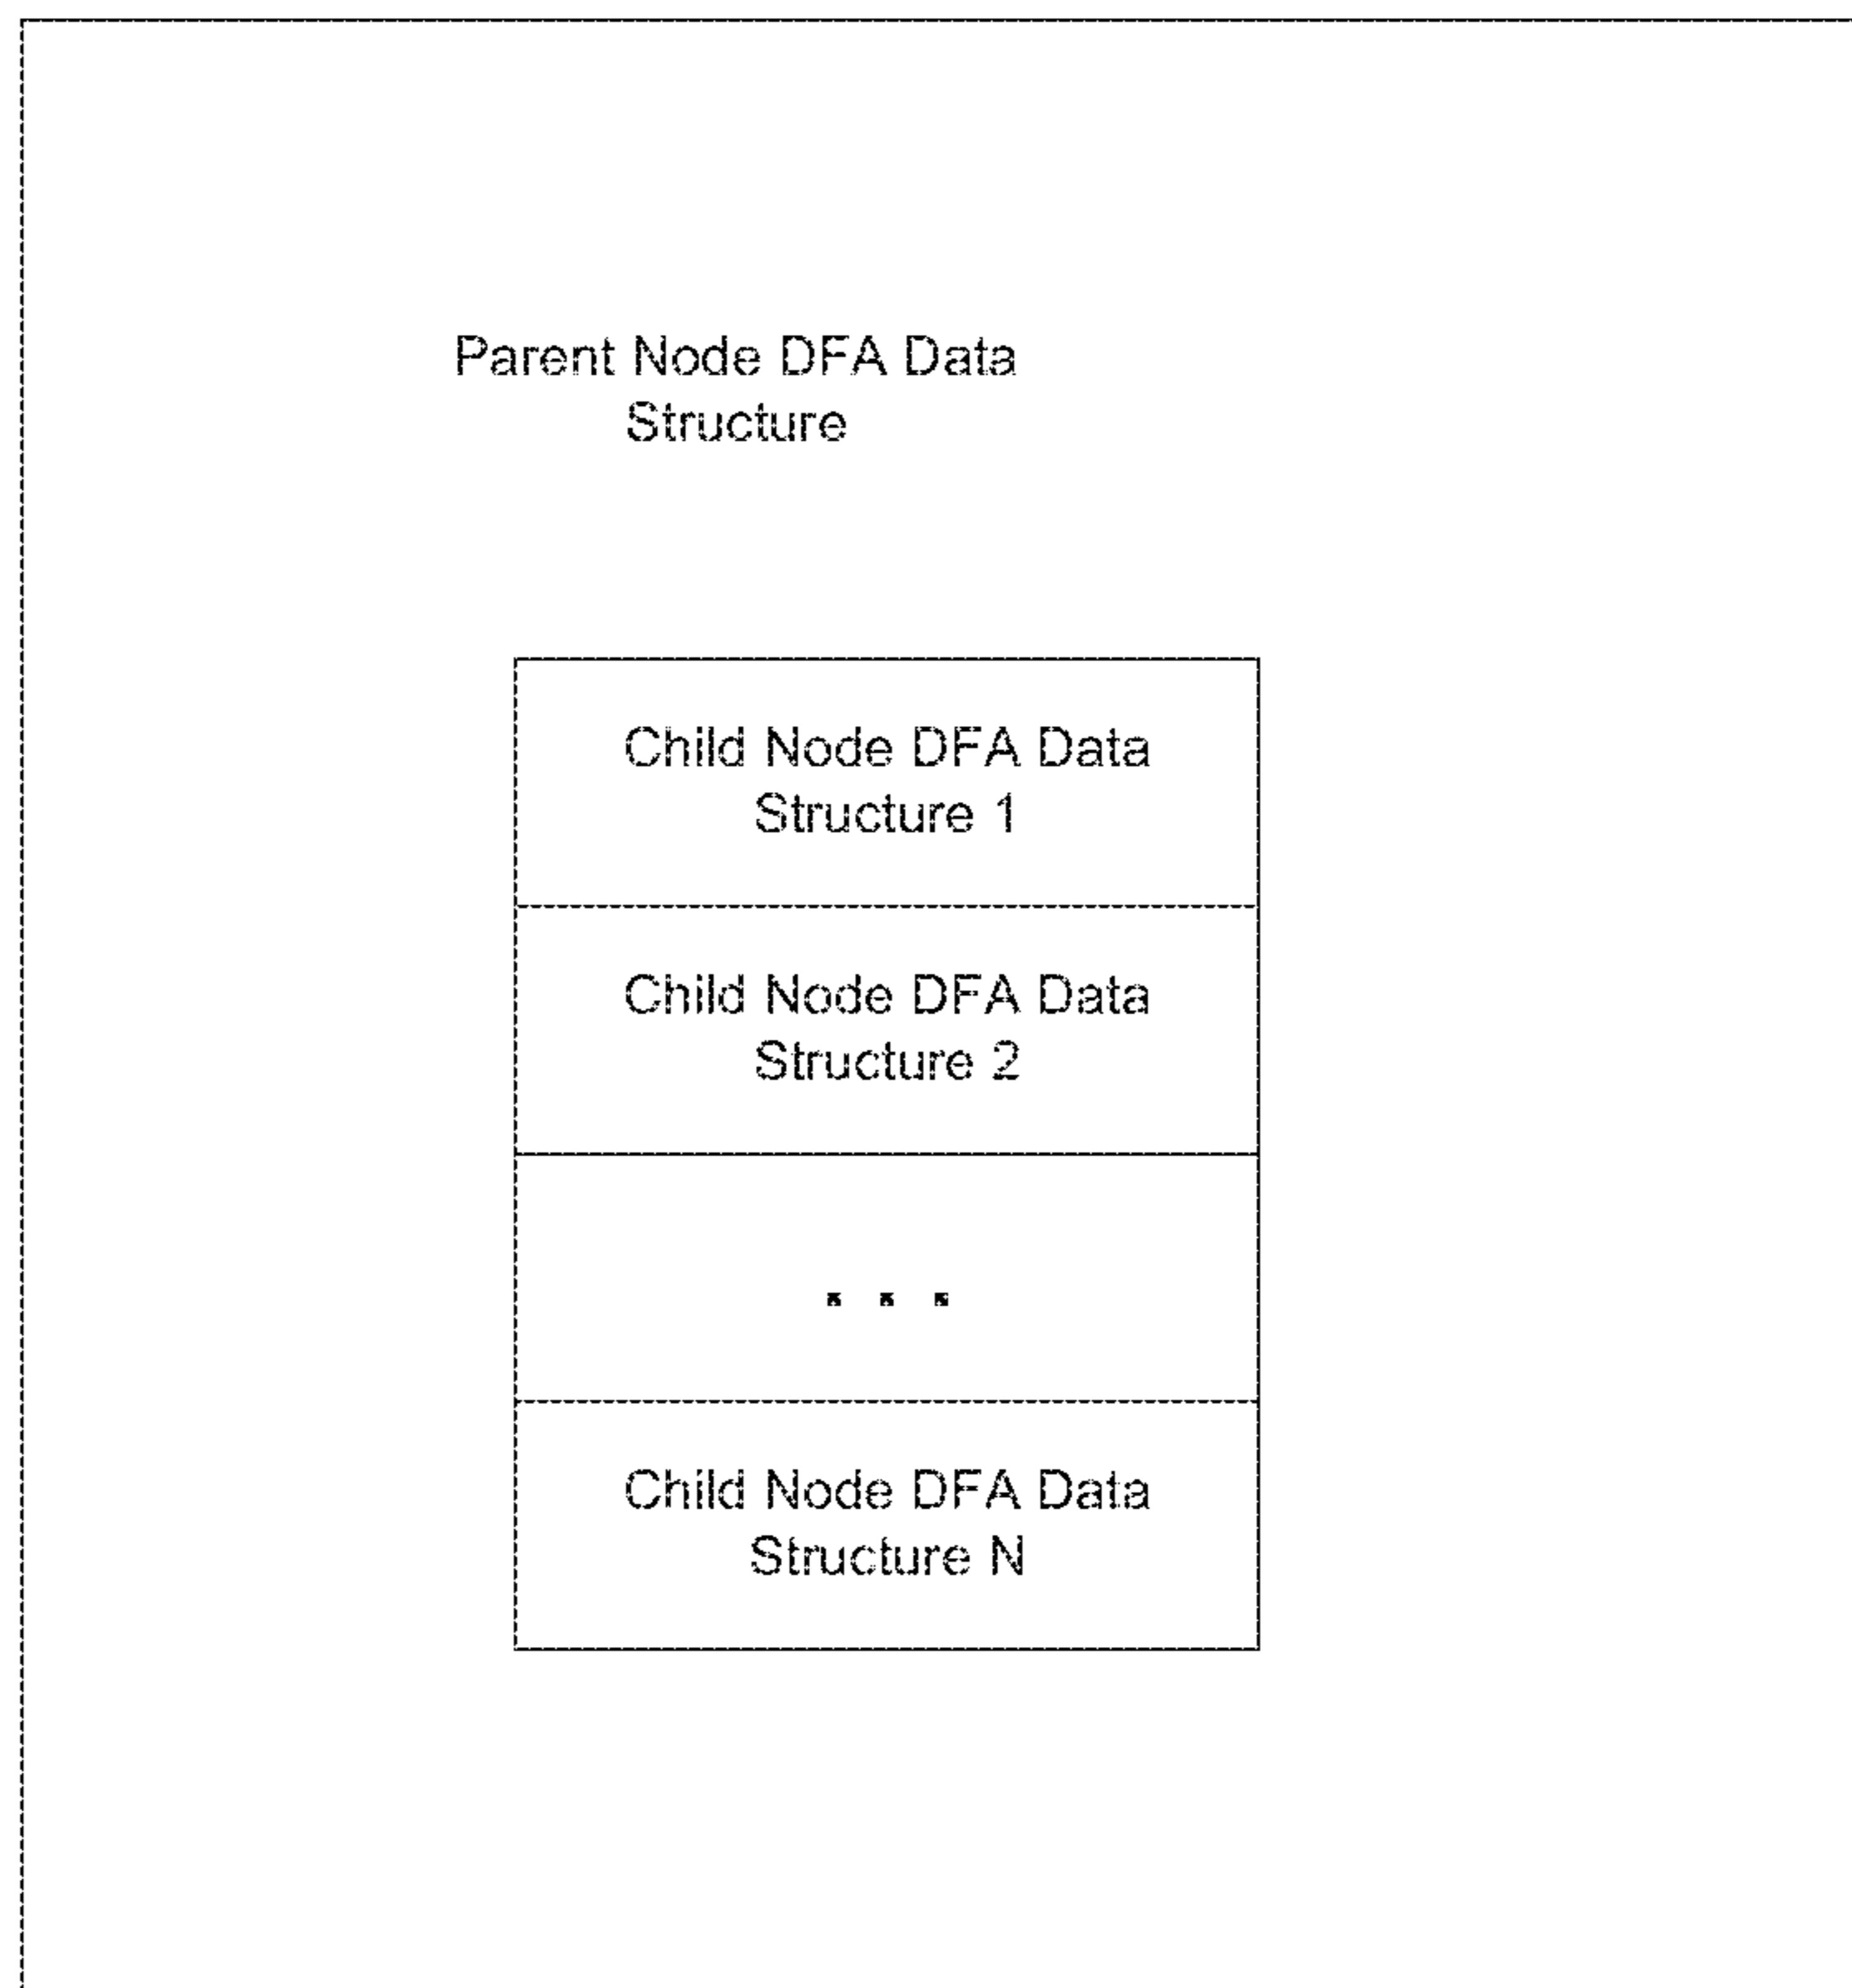 Parent Node DFA Data
Structure
Child Node DFA Data
Structure 1
Child Node DFA Data
Structure 2
. . .
Child Node DFA Data
Structure N